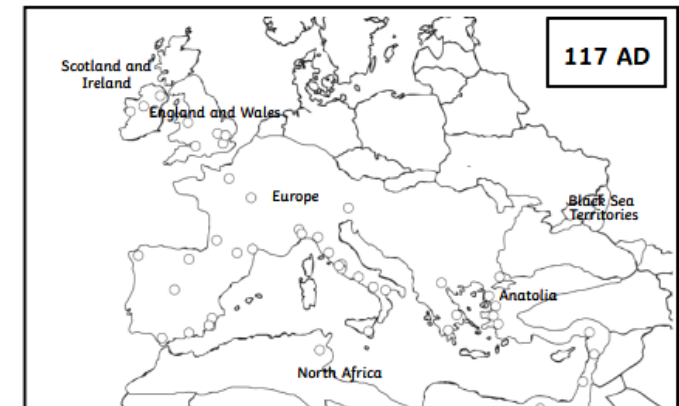 117 AD
Scotland and
Ireland
England and Wales
Europe
Black Sea
Territories
Anatolia
North Africa